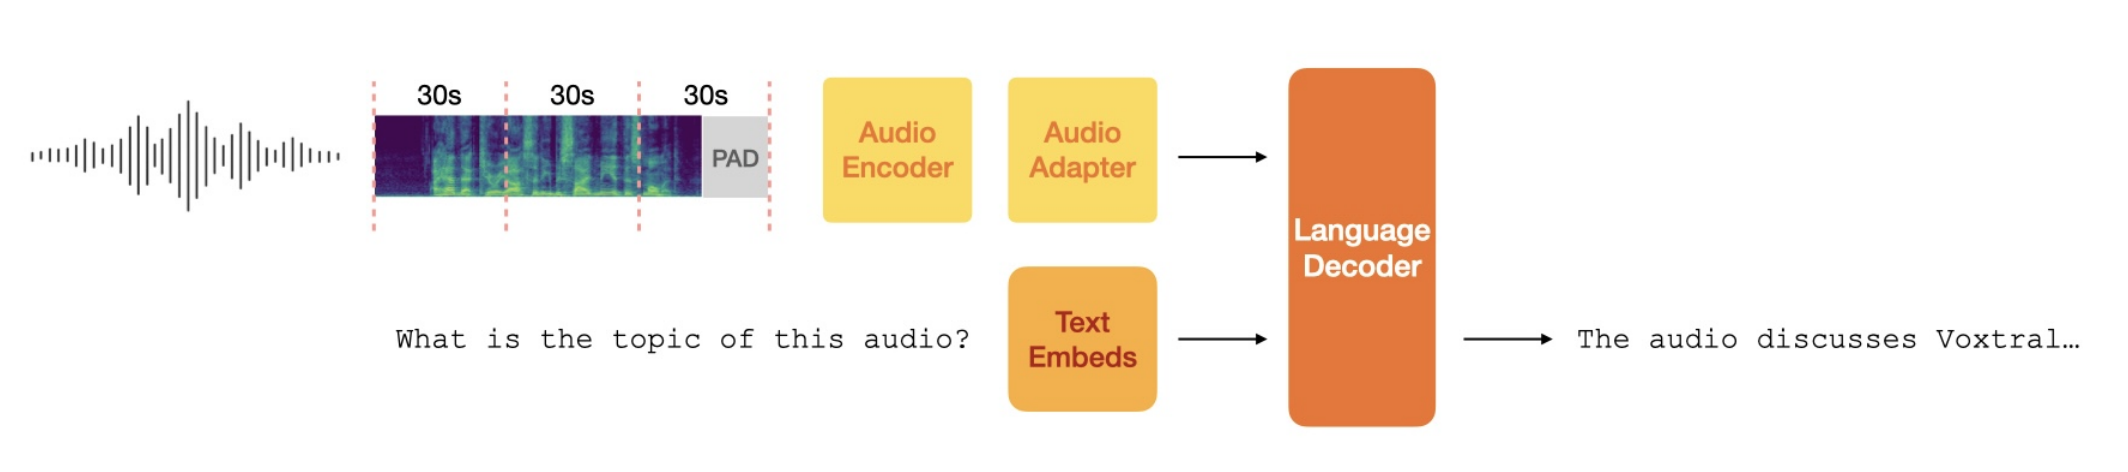 30s 30s 30s
PAD
Audio
Encoder
Audio
Adapter
Language
Decoder
What is the topic of this audio?
Text
Embeds
The audio discusses Voxtral…